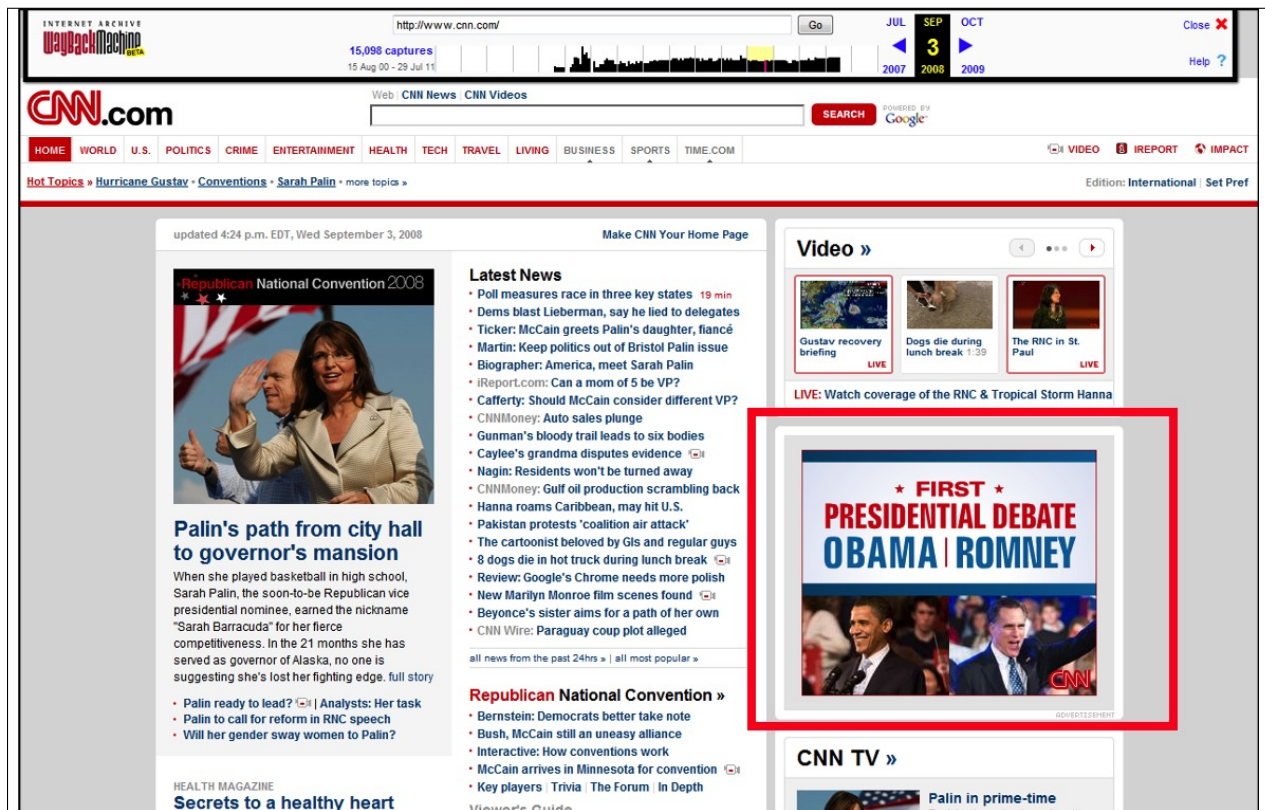 INTERNET ARCHIVE
WayBackMachine
BETA
http://www.cnn.com/
Go
15,098 captures
15 Aug 00 - 29 Jul 11
JUL SEP OCT
3
2007 2008 2009
Close
Help ?
CNN.com
Web | CNN News | CNN Videos
SEARCH
POWERED BY
Google
HOME WORLD U.S. POLITICS CRIME ENTERTAINMENT HEALTH TECH TRAVEL LIVING BUSINESS SPORTS TIME.COM
VIDEO IREPORT IMPACT
Hot Topics » Hurricane Gustav • Conventions • Sarah Palin • more topics »
Edition: International | Set Pref
updated 4:24 p.m. EDT, Wed September 3, 2008
Make CNN Your Home Page
Republican National Convention 2008
Palin's path from city hall
to governor's mansion
When she played basketball in high school,
Sarah Palin, the soon-to-be Republican vice
presidential nominee, earned the nickname
"Sarah Barracuda" for her fierce
competitiveness. In the 21 months she has
served as governor of Alaska, no one is
suggesting she's lost her fighting edge. full story
• Palin ready to lead? | Analysts: Her task
• Palin to call for reform in RNC speech
• Will her gender sway women to Palin?
HEALTH MAGAZINE
Secrets to a healthy heart
Latest News
• Poll measures race in three key states 19 min
• Dems blast Lieberman, say he lied to delegates
• Ticker: McCain greets Palin's daughter, fiancé
• Martin: Keep politics out of Bristol Palin issue
• Biographer: America, meet Sarah Palin
• iReport.com: Can a mom of 5 be VP?
• Cafferty: Should McCain consider different VP?
• CNNMoney: Auto sales plunge
• Gunman's bloody trail leads to six bodies
• Caylee's grandma disputes evidence
• Nagin: Residents won't be turned away
• CNNMoney: Gulf oil production scrambling back
• Hanna roams Caribbean, may hit U.S.
• Pakistan protests 'coalition air attack'
• The cartoonist beloved by GIs and regular guys
• 8 dogs die in hot truck during lunch break
• Review: Google's Chrome needs more polish
• New Marilyn Monroe film scenes found
• Beyonce's sister aims for a path of her own
• CNN Wire: Paraguay coup plot alleged
all news from the past 24hrs » | all most popular »
Republican National Convention »
• Bernstein: Democrats better take note
• Bush, McCain still an uneasy alliance
• Interactive: How conventions work
• McCain arrives in Minnesota for convention
• Key players | Trivia | The Forum | In Depth
Viewer's Guide
Video »
Gustav recovery
briefing
LIVE
Dogs die during
lunch break 1:39
The RNC in St.
Paul
LIVE
LIVE: Watch coverage of the RNC & Tropical Storm Hanna
FIRST
PRESIDENTIAL DEBATE
OBAMA | ROMNEY
CNN
ADVERTISEMENT
CNN TV »
Palin in prime-time